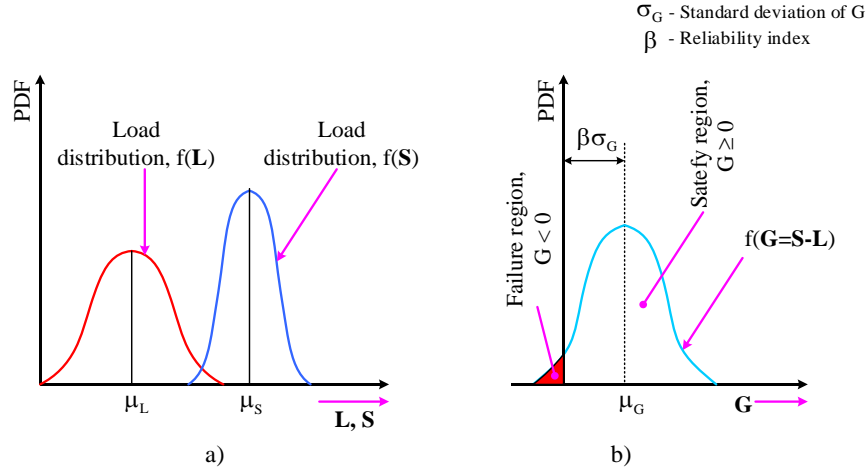 σG - Standard deviation of G
β - Reliability index
PDF
Load
distribution, f(L)
Load
distribution, f(S)
μL
μS
L, S
a)
PDF
βσG
Failure region,
G < 0
Satefy region,
G ≥ 0
f(G=S-L)
μG
G
b)